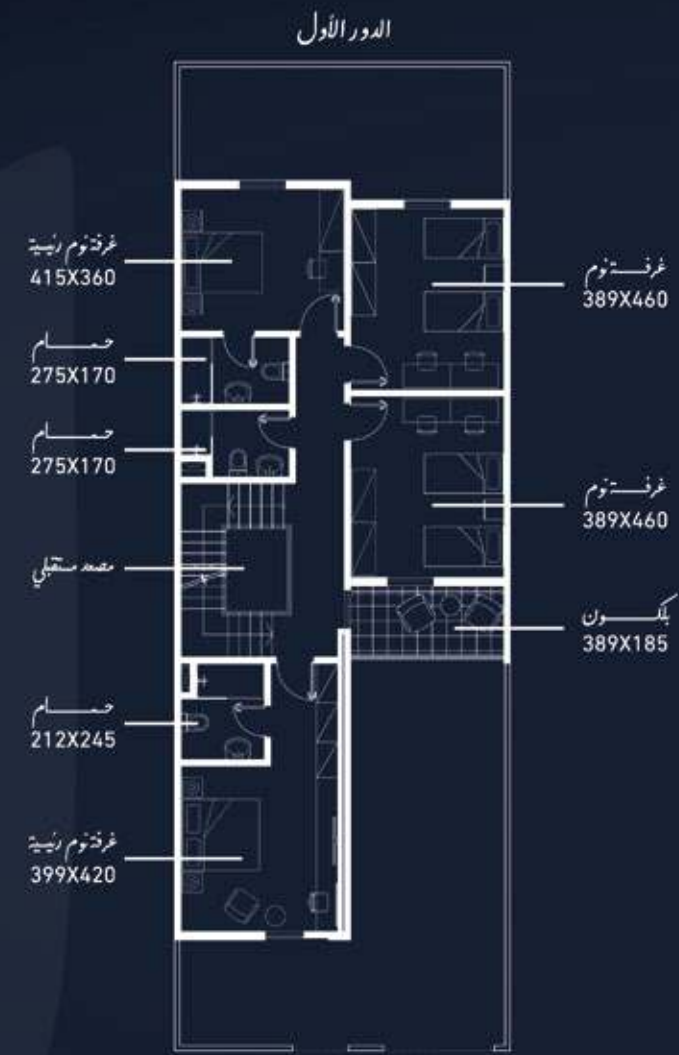 الدور الأول
غرفة نوم رئيسية
415X360
حمام
275X170
حمام
275X170
مصعد مستقبلي
حمام
212X245
غرفة نوم رئيسية
399X420
غرفة نوم
389X460
غرفة نوم
389X460
بلكون
389X185